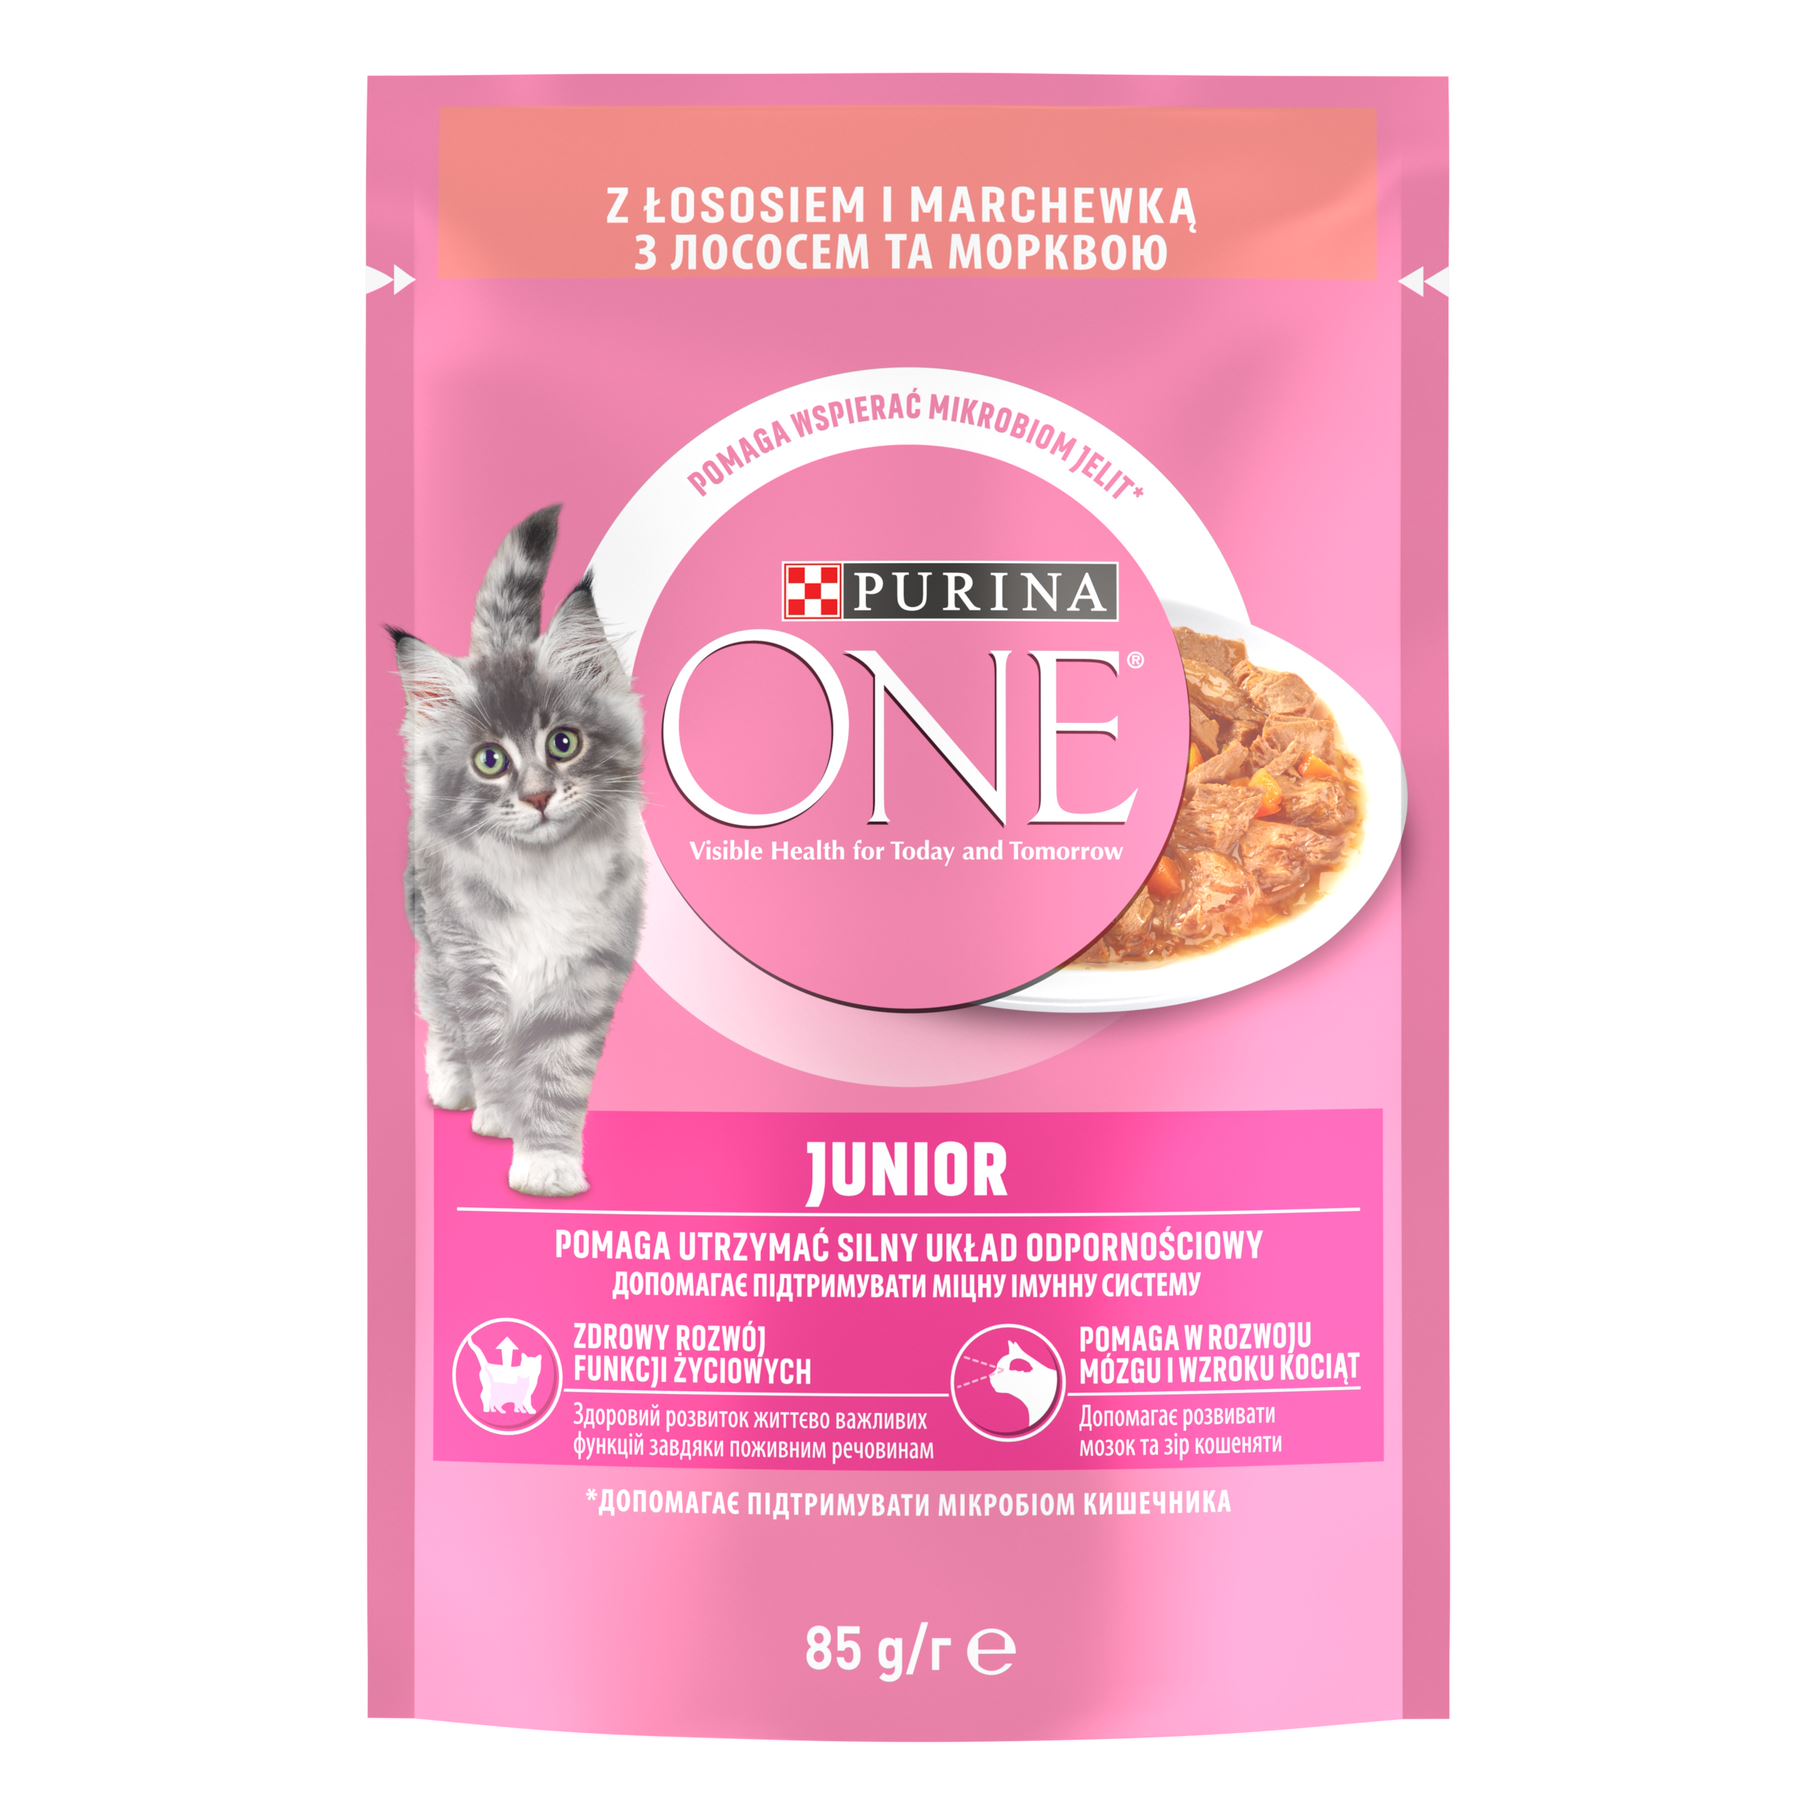 Z ŁOSOSIEM I MARCHEWKĄ
З ЛОСОСЕМ ТА МОРКВОЮ
POMAGA WSPIERAĆ MIKROBIOM JELIT*
PURINA
ONE®
Visible Health for Today and Tomorrow
JUNIOR
POMAGA UTRZYMAĆ SILNY UKŁAD ODPORNOŚCIOWY
ДОПОМАГАЄ ПІДТРИМУВАТИ МІЦНУ ІМУННУ СИСТЕМУ
ZDROWY ROZWÓJ
FUNKCJI ŻYCIOWYCH
Здоровий розвиток життєво важливих
функцій завдяки поживним речовинам
POMAGA W ROZWOJU
MÓZGU I WZROKU KOCIĄT
Допомагає розвивати
мозок та зір кошеняти
*ДОПОМАГАЄ ПІДТРИМУВАТИ МІКРОБІОМ КИШЕЧНИКА
85 g/г ℮